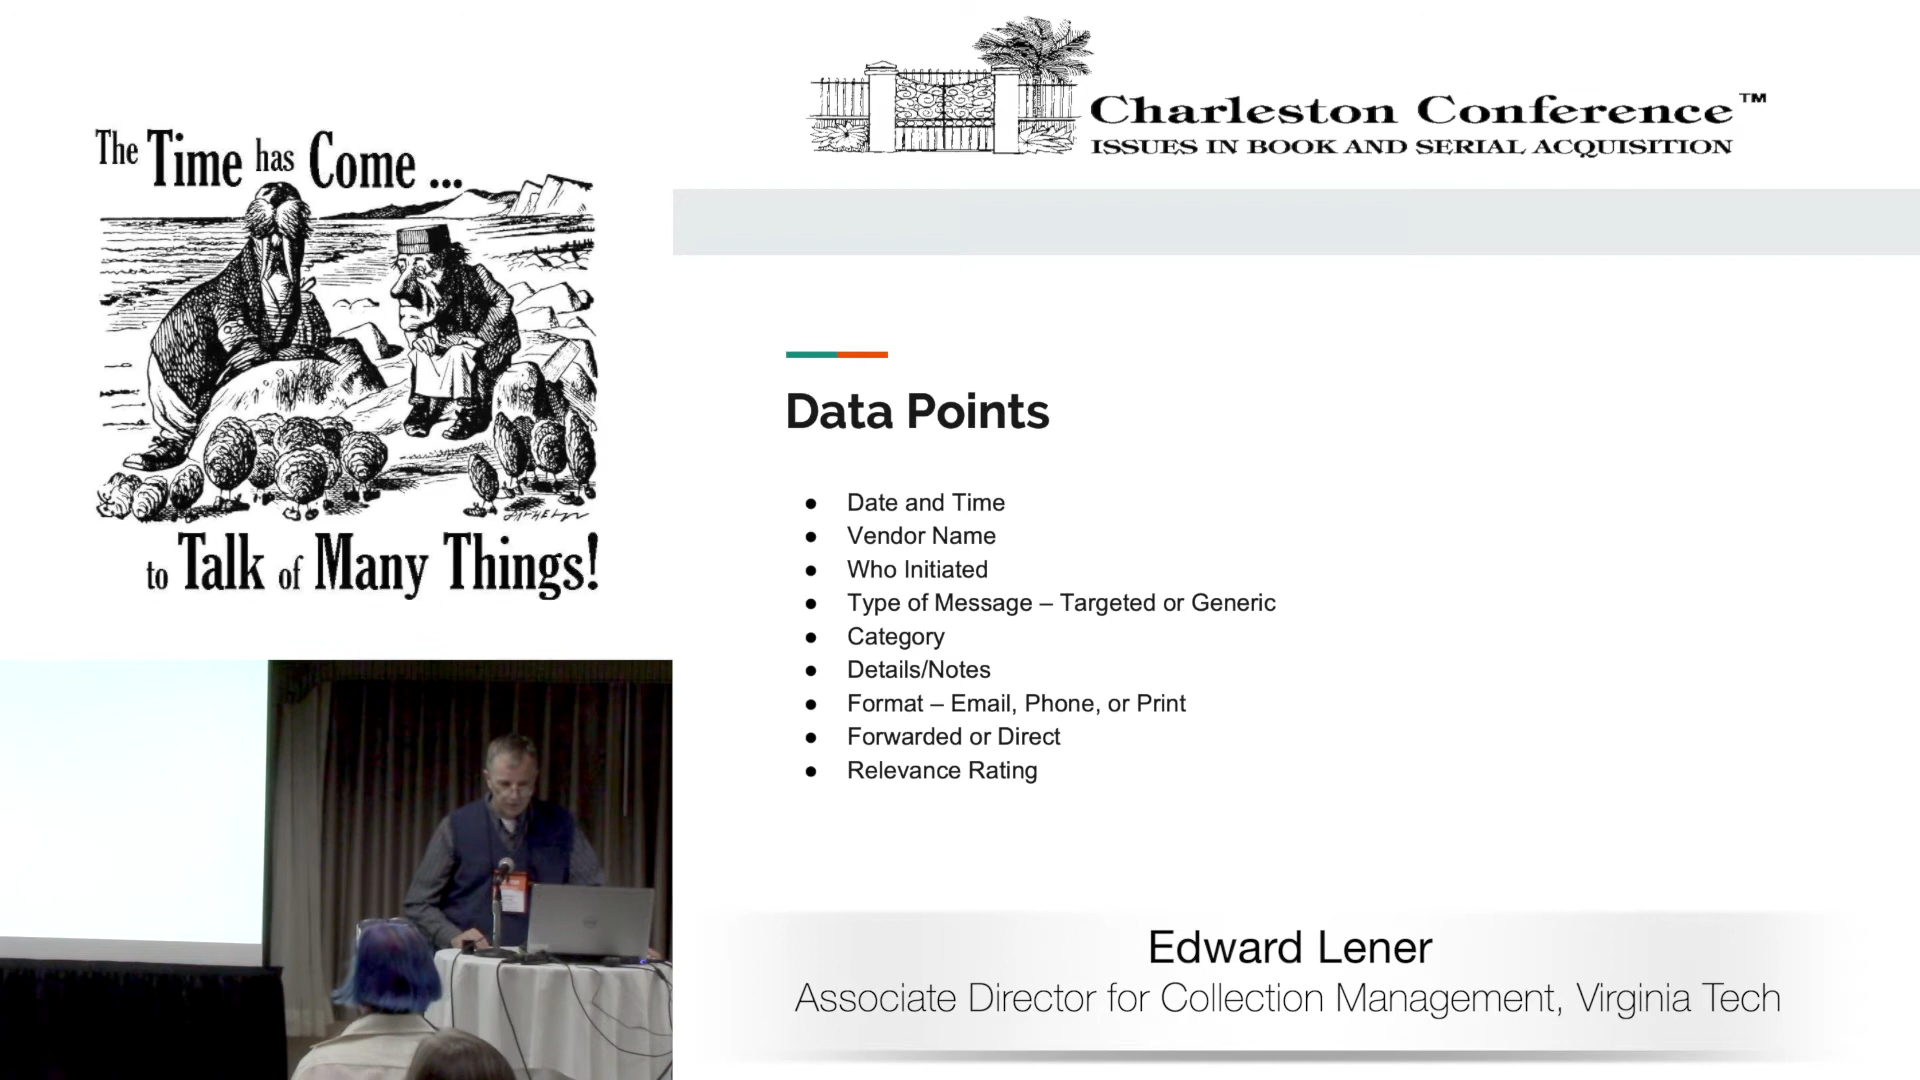 The Time has Come ...
to Talk of Many Things!
Charleston Conference™
ISSUES IN BOOK AND SERIAL ACQUISITION
Data Points
● Date and Time
● Vendor Name
● Who Initiated
● Type of Message – Targeted or Generic
● Category
● Details/Notes
● Format – Email, Phone, or Print
● Forwarded or Direct
● Relevance Rating
Edward Lener
Associate Director for Collection Management, Virginia Tech